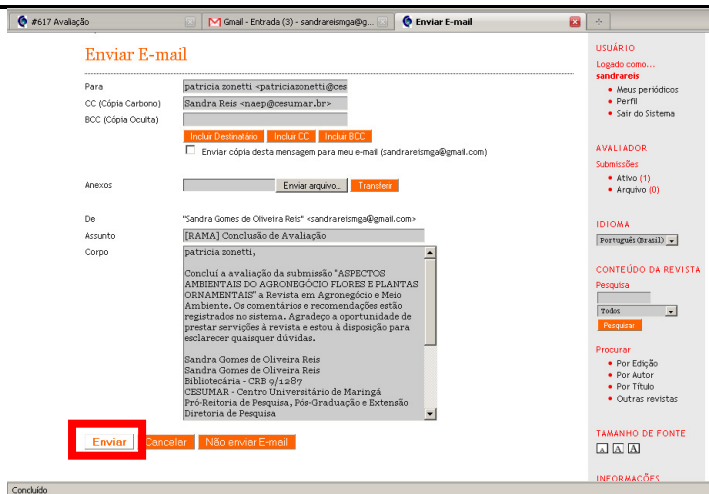 #617 Avaliação
Gmail - Entrada (3) - sandrareismga@g...
Enviar E-mail
Enviar E-mail
Para
patricia zonetti <patriciazonetti@ces
CC (Cópia Carbono)
Sandra Reis <naep@cesumar.br>
BCC (Cópia Oculta)
Incluir Destinatário Incluir CC Incluir BCC
Enviar cópia desta mensagem para meu e-mail (sandrareismga@gmail.com)
Anexos
Enviar arquivo... Transferir
De
"Sandra Gomes de Oliveira Reis" <sandrareismga@gmail.com>
Assunto
[RAMA] Conclusão de Avaliação
Corpo
patricia zonetti,
Concluí a avaliação da submissão "ASPECTOS
AMBIENTAIS DO AGRONEGÓCIO FLORES E PLANTAS
ORNAMENTAIS" a Revista em Agronegócio e Meio
Ambiente. Os comentários e recomendações estão
registrados no sistema. Agradeço a oportunidade de
prestar servições à revista e estou à disposição para
esclarecer quaisquer dúvidas.
Sandra Gomes de Oliveira Reis
Sandra Gomes de Oliveira Reis
Bibliotecária - CRB 9/1287
CESUMAR - Centro Universitário de Maringá
Pró-Reitoria de Pesquisa, Pós-Graduação e Extensão
Diretoria de Pesquisa
Enviar Cancelar Não enviar E-mail
USUÁRIO
Logado como...
sandrareis
Meus periódicos
Perfil
Sair do Sistema
AVALIADOR
Submissões
Ativo (1)
Arquivo (0)
IDIOMA
Português (Brasil)
CONTEÚDO DA REVISTA
Pesquisa
Todos
Pesquisar
Procurar
Por Edição
Por Autor
Por Título
Outras revistas
TAMANHO DE FONTE
A A A
INFORMAÇÕES
Concluído